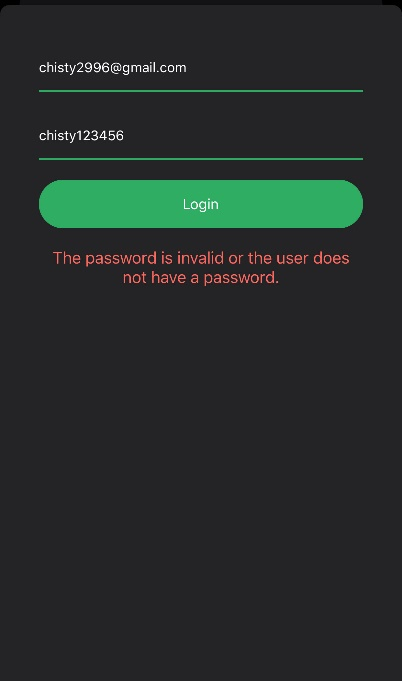 chisty2996@gmail.com
chisty123456
Login
The password is invalid or the user does
not have a password.